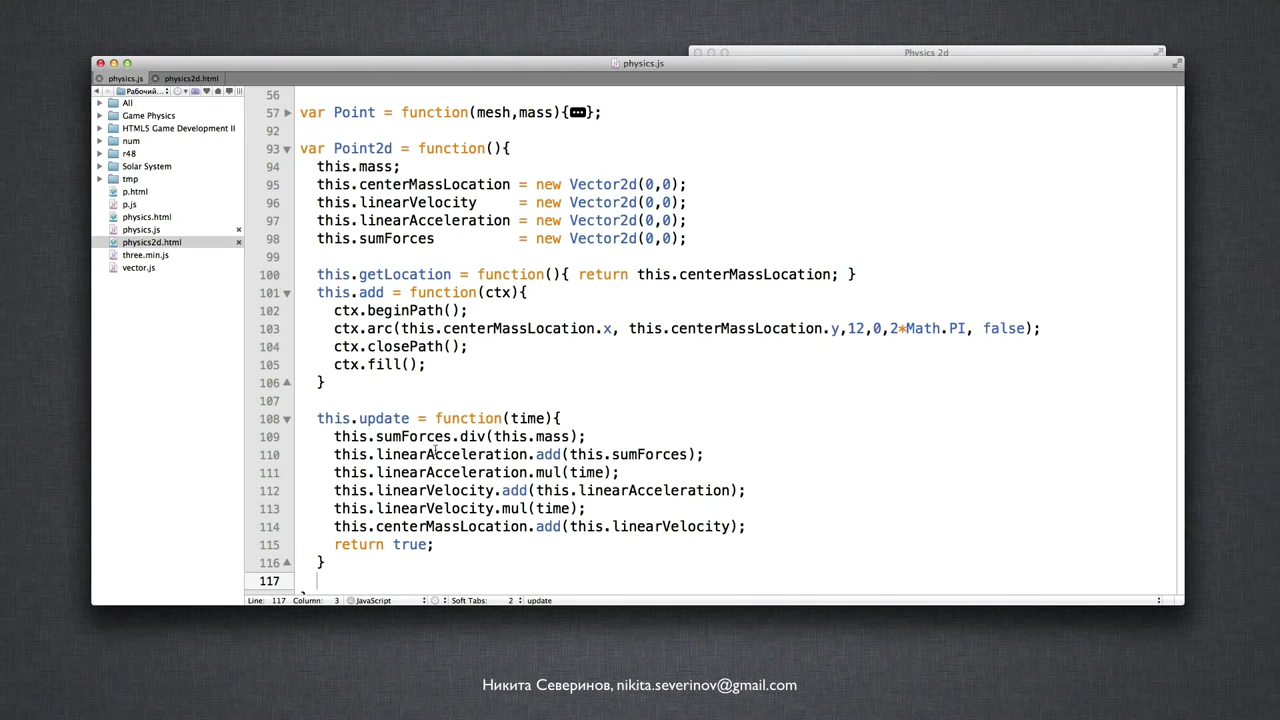 Physics 2d
physics.js
physics.js
physics2d.html
Рабочий...
All
Game Physics
HTML5 Game Development II
num
r48
Solar System
tmp
p.html
p.js
physics.html
physics.js
physics2d.html
three.min.js
vector.js
56
57 var Point = function(mesh,mass){•••};
92
93 var Point2d = function(){
94 this.mass;
95 this.centerMassLocation = new Vector2d(0,0);
96 this.linearVelocity = new Vector2d(0,0);
97 this.linearAcceleration = new Vector2d(0,0);
98 this.sumForces = new Vector2d(0,0);
99
100 this.getLocation = function(){ return this.centerMassLocation; }
101 this.add = function(ctx){
102 ctx.beginPath();
103 ctx.arc(this.centerMassLocation.x, this.centerMassLocation.y,12,0,2*Math.PI, false);
104 ctx.closePath();
105 ctx.fill();
106 }
107
108 this.update = function(time){
109 this.sumForces.div(this.mass);
110 this.linearAcceleration.add(this.sumForces);
111 this.linearAcceleration.mul(time);
112 this.linearVelocity.add(this.linearAcceleration);
113 this.linearVelocity.mul(time);
114 this.centerMassLocation.add(this.linearVelocity);
115 return true;
116 }
117
Line: 117 Column: 3 JavaScript Soft Tabs: 2 update
Никита Северинов, nikita.severinov@gmail.com